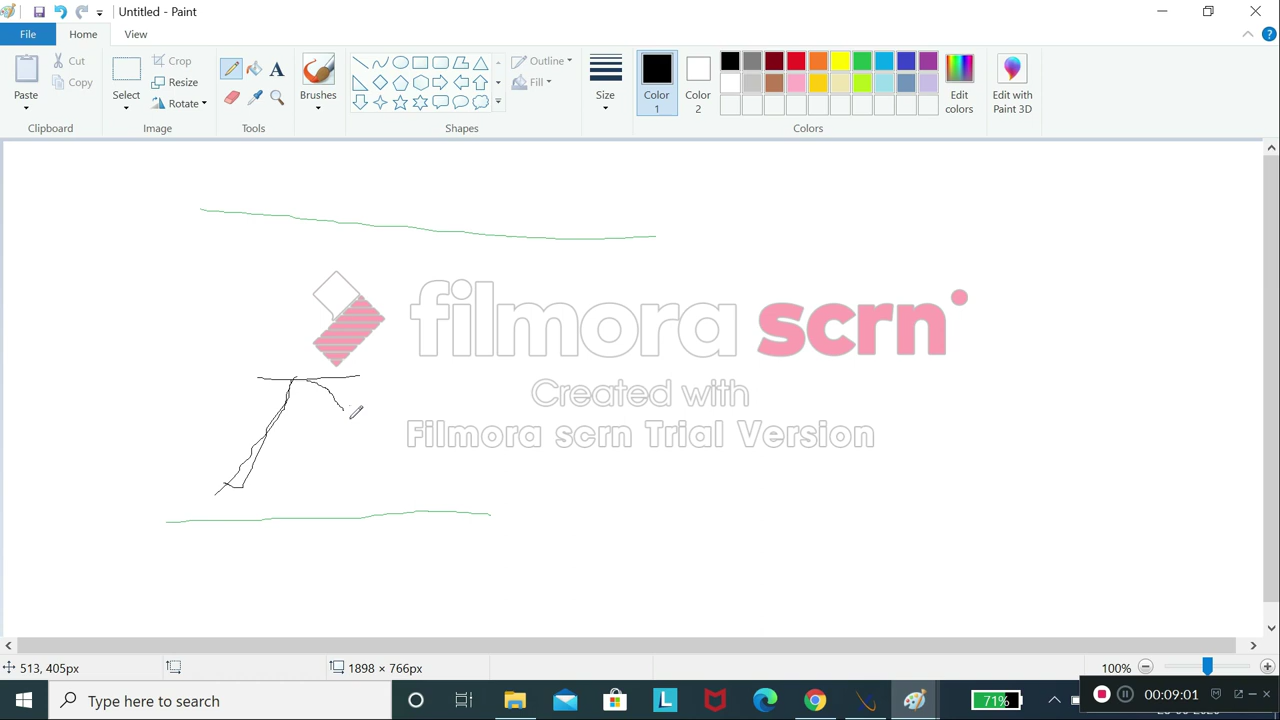 Untitled - Paint
File Home View
Paste
Cut
Copy
Clipboard
Select
Crop
Resize
Rotate
Image
Tools
Brushes
Outline
Fill
Shapes
Size
Color 1
Color 2
Edit colors
Colors
Edit with Paint 3D
filmora scrn
Created with
Filmora scrn Trial Version
513, 405px
1898 × 766px
100%
Type here to search
71%
00:09:01